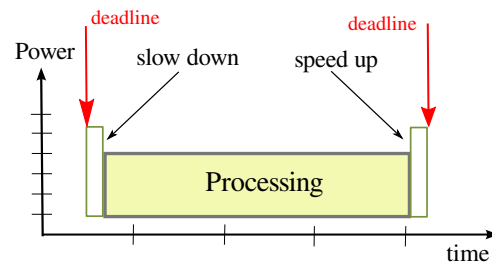 deadline
deadline
Power
slow down
speed up
Processing
time